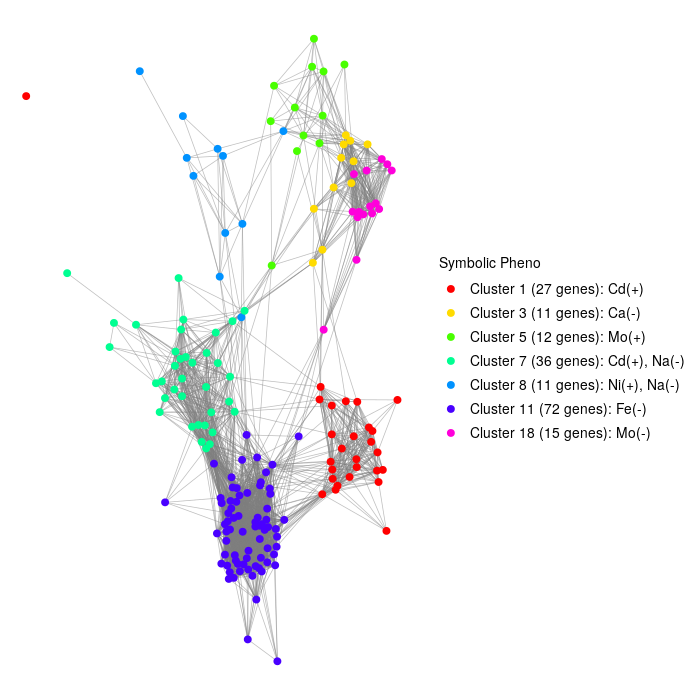 Symbolic Pheno
Cluster 1 (27 genes): Cd(+)
Cluster 3 (11 genes): Ca(-)
Cluster 5 (12 genes): Mo(+)
Cluster 7 (36 genes): Cd(+), Na(-)
Cluster 8 (11 genes): Ni(+), Na(-)
Cluster 11 (72 genes): Fe(-)
Cluster 18 (15 genes): Mo(-)